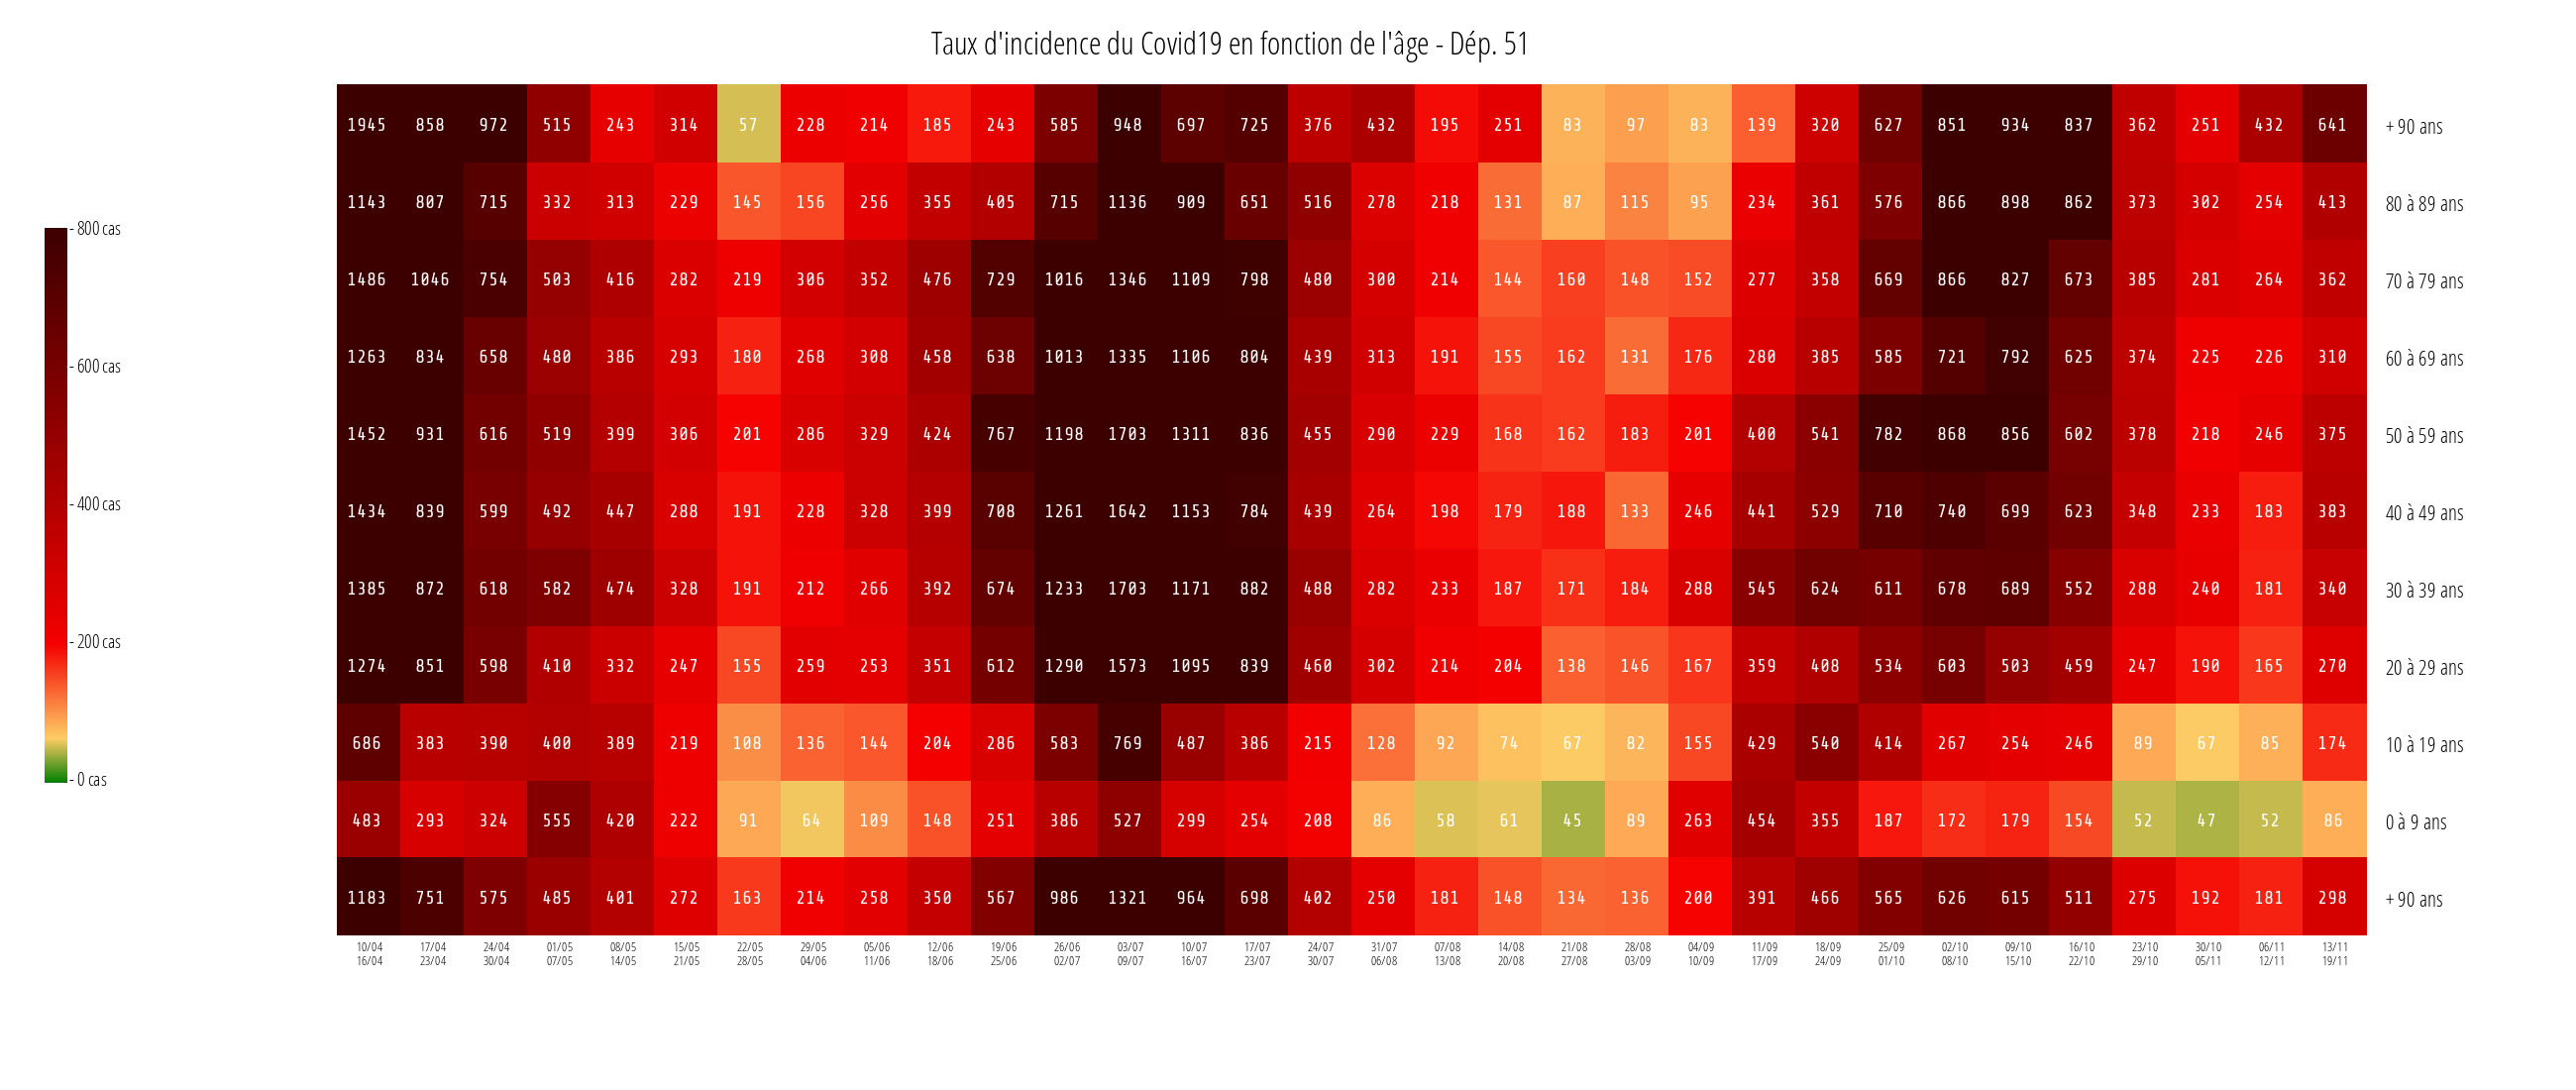 Taux d'incidence du Covid19 en fonction de l'âge - Dép. 51
1945 858 972 515 243 314 57 228 214 185 243 585 948 697 725 376 432 195 251 83 97 83 139 320 627 851 934 837 362 251 432 641 + 90 ans
1143 807 715 332 313 229 145 156 256 355 405 715 1136 909 651 516 278 218 131 87 115 95 234 361 576 866 898 862 373 302 254 413 80 à 89 ans
1486 1046 754 503 416 282 219 306 352 476 729 1016 1346 1109 798 480 300 214 144 160 148 152 277 358 669 866 827 673 385 281 264 362 70 à 79 ans
1263 834 658 480 386 293 180 268 308 458 638 1013 1335 1106 804 439 313 191 155 162 131 176 280 385 585 721 792 625 374 225 226 310 60 à 69 ans
1452 931 616 519 399 306 201 286 329 424 767 1198 1703 1311 836 455 290 229 168 162 183 201 400 541 782 868 856 602 378 218 246 375 50 à 59 ans
1434 839 599 492 447 288 191 228 328 399 708 1261 1642 1153 784 439 264 198 179 188 133 246 441 529 710 740 699 623 348 233 183 383 40 à 49 ans
1385 872 618 582 474 328 191 212 266 392 674 1233 1703 1171 882 488 282 233 187 171 184 288 545 624 611 678 689 552 288 240 181 340 30 à 39 ans
1274 851 598 410 332 247 155 259 253 351 612 1290 1573 1095 839 460 302 214 204 138 146 167 359 408 534 603 503 459 247 190 165 270 20 à 29 ans
686 383 390 400 389 219 108 136 144 204 286 583 769 487 386 215 128 92 74 67 82 155 429 540 414 267 254 246 89 67 85 174 10 à 19 ans
483 293 324 555 420 222 91 64 109 148 251 386 527 299 254 208 86 58 61 45 89 263 454 355 187 172 179 154 52 47 52 86 0 à 9 ans
1183 751 575 485 401 272 163 214 258 350 567 986 1321 964 698 402 250 181 148 134 136 200 391 466 565 626 615 511 275 192 181 298 + 90 ans
10/04 17/04 24/04 01/05 08/05 15/05 22/05 29/05 05/06 12/06 19/06 26/06 03/07 10/07 17/07 24/07 31/07 07/08 14/08 21/08 28/08 04/09 11/09 18/09 25/09 02/10 09/10 16/10 23/10 30/10 06/11 13/11
16/04 23/04 30/04 07/05 14/05 21/05 28/05 04/06 11/06 18/06 25/06 02/07 09/07 16/07 23/07 30/07 06/08 13/08 20/08 27/08 03/09 10/09 17/09 24/09 01/10 08/10 15/10 22/10 29/10 05/11 12/11 19/11
- 800 cas
- 600 cas
- 400 cas
- 200 cas
- 0 cas